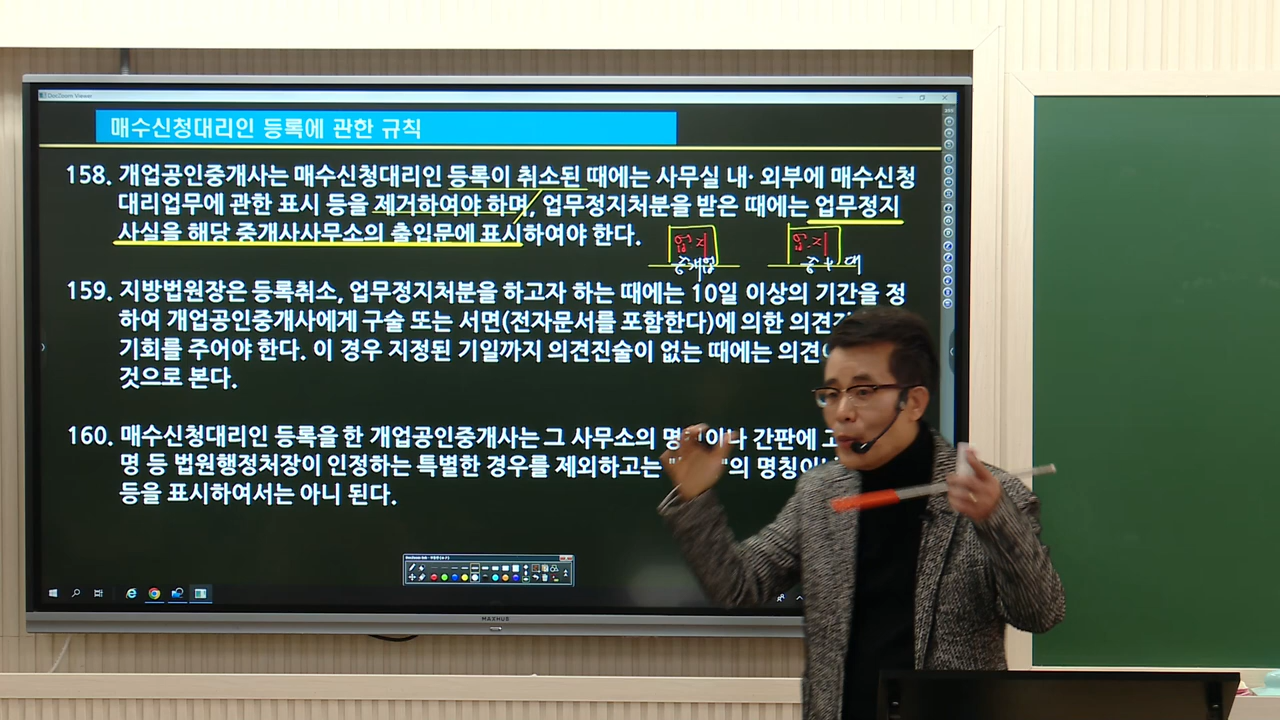 DocZoom Viewer
매수신청대리인 등록에 관한 규칙
158. 개업공인중개사는 매수신청대리인 등록이 취소된 때에는 사무실 내· 외부에 매수신청
대리업무에 관한 표시 등을 제거하여야 하며, 업무정지처분을 받은 때에는 업무정지
사실을 해당 중개사사무소의 출입문에 표시하여야 한다.
업.지 업.지
중개업
159. 지방법원장은 등록취소, 업무정지처분을 하고자 하는 때에는 10일 이상의 기간을 정
하여 개업공인중개사에게 구술 또는 서면(전자문서를 포함한다)에 의한
기회를 주어야 한다. 이 경우 지정된 기일까지 의견진술이 없는 때에는
것으로 본다.
160. 매수신청대리인 등록을 한 개업공인중개사는 그 사무소의 간판에
명 등 법원행정처장이 인정하는 특별한 경우를 제외하고는 "의
등을 표시하여서는 아니 된다.
MAXHUB